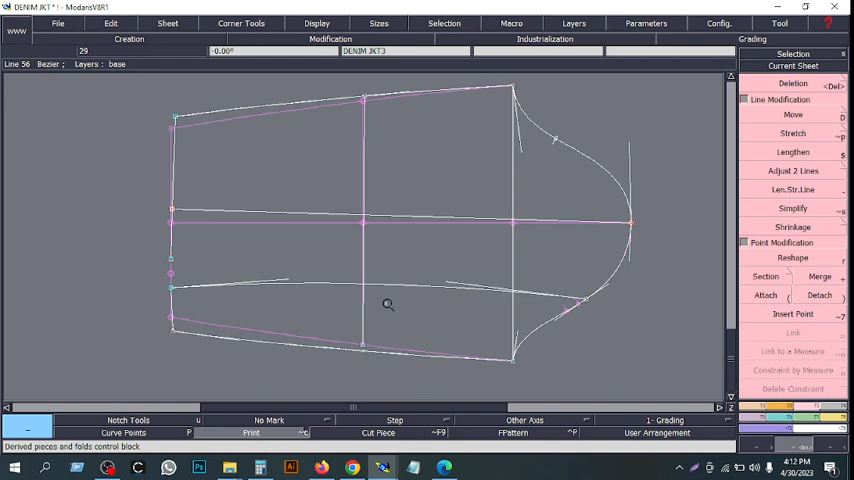 DENIM JKT * ! - ModarisV8R1
www
File Edit Sheet Corner Tools Display Sizes Selection Macro Layers Parameters Config. Tool ?
Creation Modification Industrialization Grading
29 -0.00° DENIM JKT3
Selection s
Line 56 Bezier ; Layers : base
Current Sheet
Deletion <Del>
Line Modification
Move D
Stretch ~p
Lengthen $
Adjust 2 Lines
Len.Str.Line -
Simplify ~s
Shrinkage
Point Modification
Reshape r
Section Merge +
Attach ( Detach )
Insert Point ~7
Link
Link to a Measure
Constraint by Measure
Delete Constraint
Z
Notch Tools u No Mark Step Other Axis 1- Grading
Curve Points P Print ~c Cut Piece ~F9 FPattern ^P User Arrangement
Derived pieces and folds control block
4:12 PM
4/30/2023